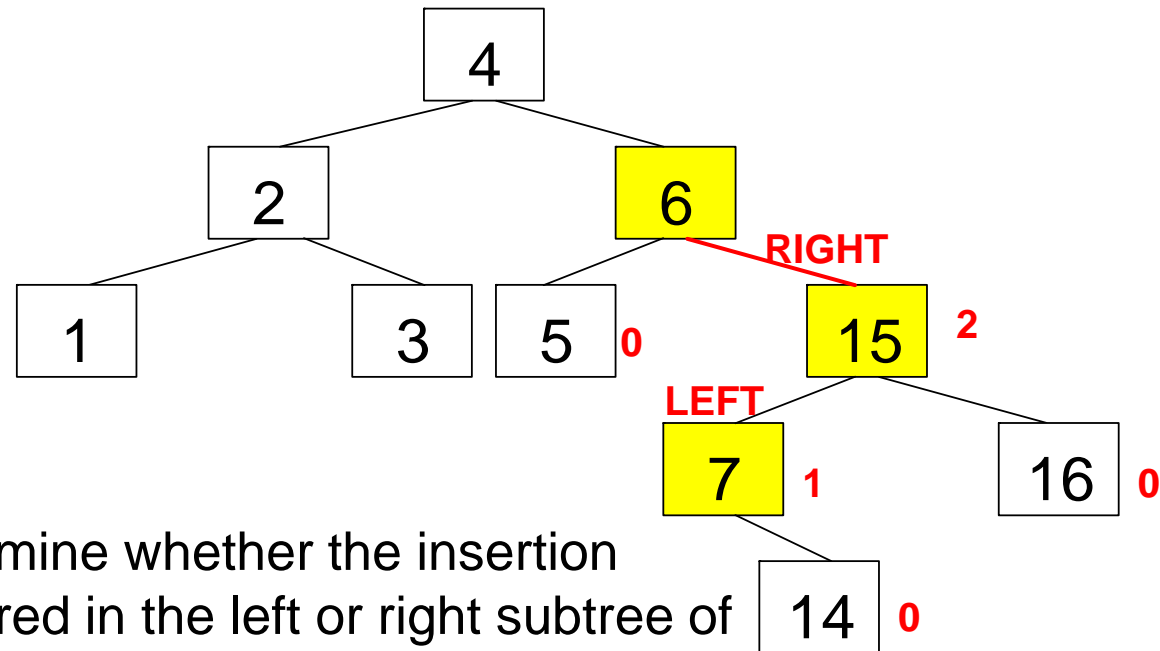 4
2 6
RIGHT
1 3 5 0 15 2
LEFT
7 1 16 0
mine whether the insertion
red in the left or right subtree of
14 0